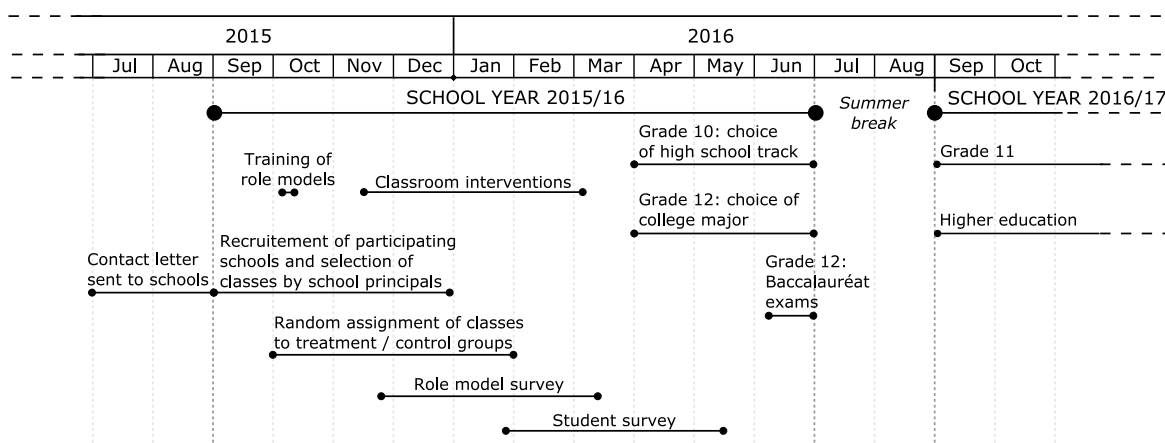 2015
2016
Jul Aug Sep Oct Nov Dec Jan Feb Mar Apr May Jun Jul Aug Sep Oct
SCHOOL YEAR 2015/16
Summer
break
SCHOOL YEAR 2016/17
Training of
role models
Classroom interventions
Grade 10: choice
of high school track
Grade 11
Grade 12: choice of
college major
Higher education
Contact letter
sent to schools
Recruitement of participating
schools and selection of
classes by school principals
Grade 12:
Baccalauréat
exams
Random assignment of classes
to treatment / control groups
Role model survey
Student survey